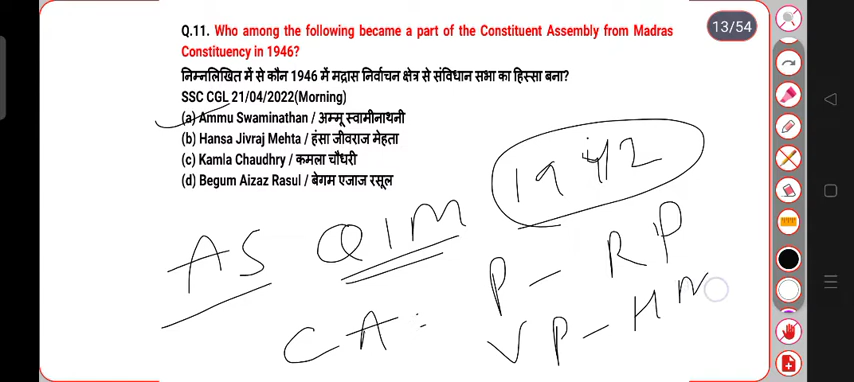 13/54
Q.11. Who among the following became a part of the Constituent Assembly from Madras
Constituency in 1946?
निम्नलिखित में से कौन 1946 में मद्रास निर्वाचन क्षेत्र से संविधान सभा का हिस्सा बना?
SSC CGL 21/04/2022(Morning)
(a) Ammu Swaminathan / अम्मू स्वामीनाथनी
(b) Hansa Jivraj Mehta / हंसा जीवराज मेहता
(c) Kamla Chaudhry / कमला चौधरी
(d) Begum Aizaz Rasul / बेगम एजाज रसूल
1942
AS QIM
P - RP
CA : VP - HM